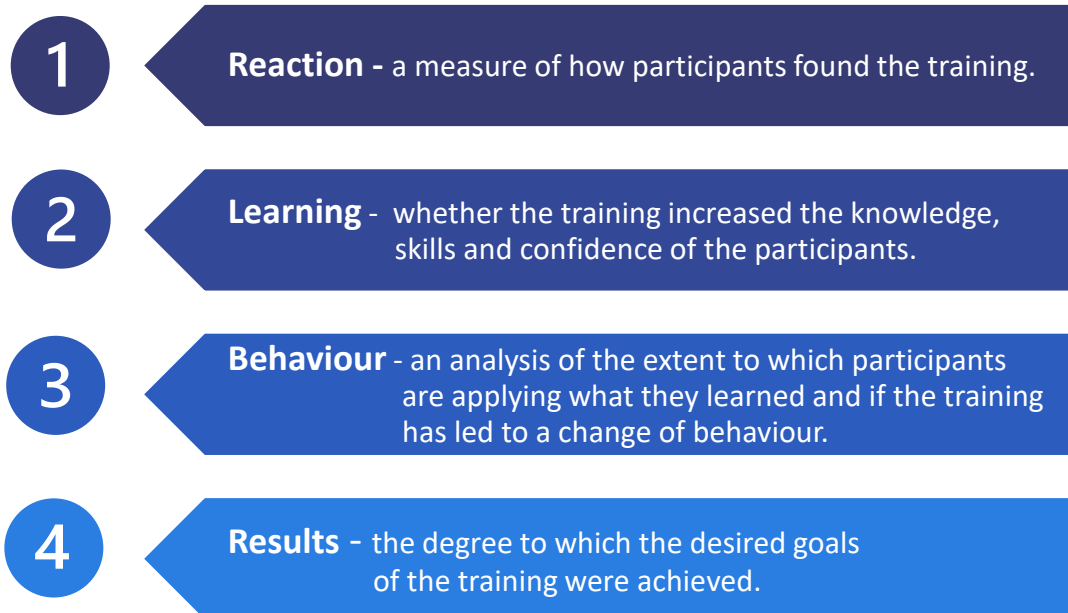 1
Reaction - a measure of how participants found the training.
2
Learning - whether the training increased the knowledge,
skills and confidence of the participants.
3
Behaviour - an analysis of the extent to which participants
are applying what they learned and if the training
has led to a change of behaviour.
4
Results - the degree to which the desired goals
of the training were achieved.